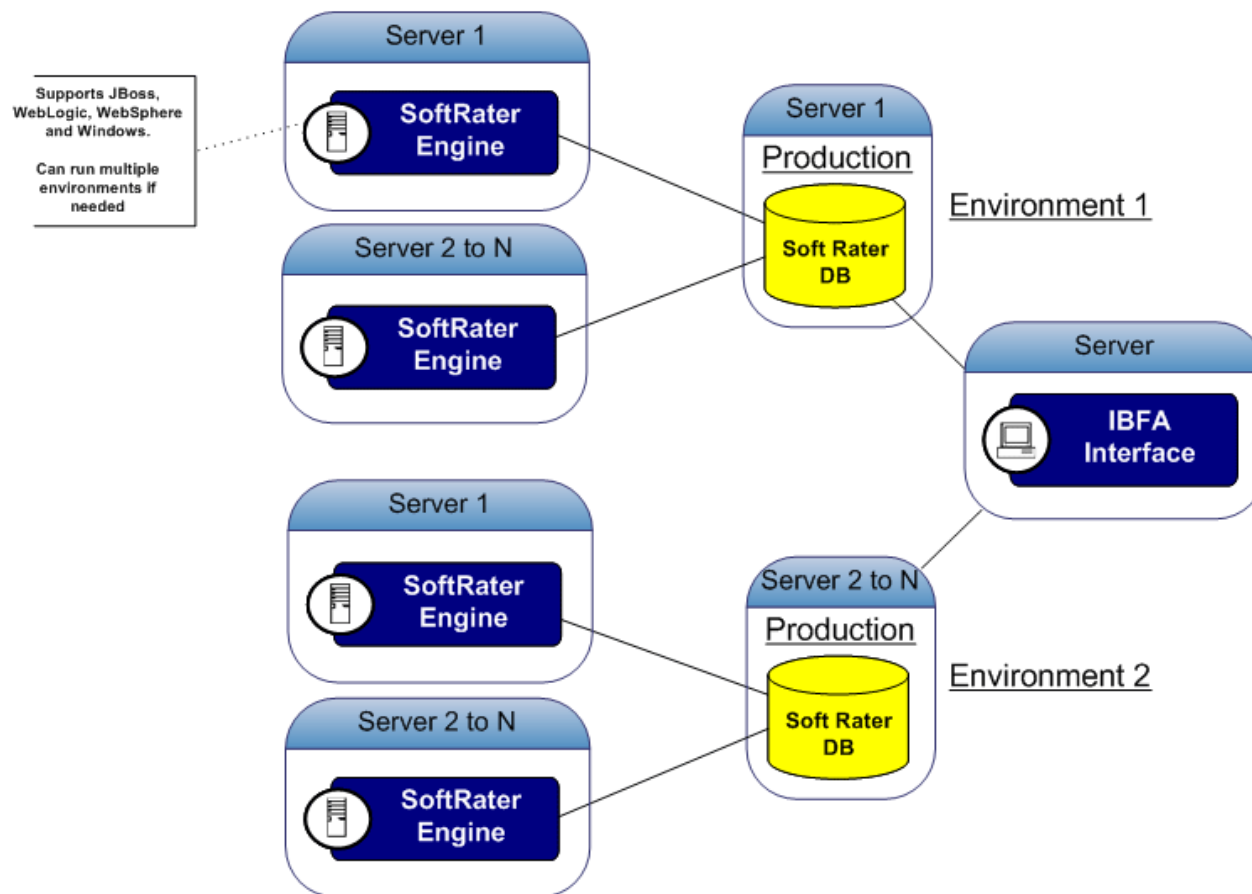 Server 1
Supports JBoss,
WebLogic, WebSphere
and Windows.
Can run multiple
environments if
needed
SoftRater
Engine
Server 2 to N
SoftRater
Engine
Server 1
Production
Soft Rater
DB
Environment 1
Server
IBFA
Interface
Server 1
SoftRater
Engine
Server 2 to N
SoftRater
Engine
Server 2 to N
Production
Soft Rater
DB
Environment 2